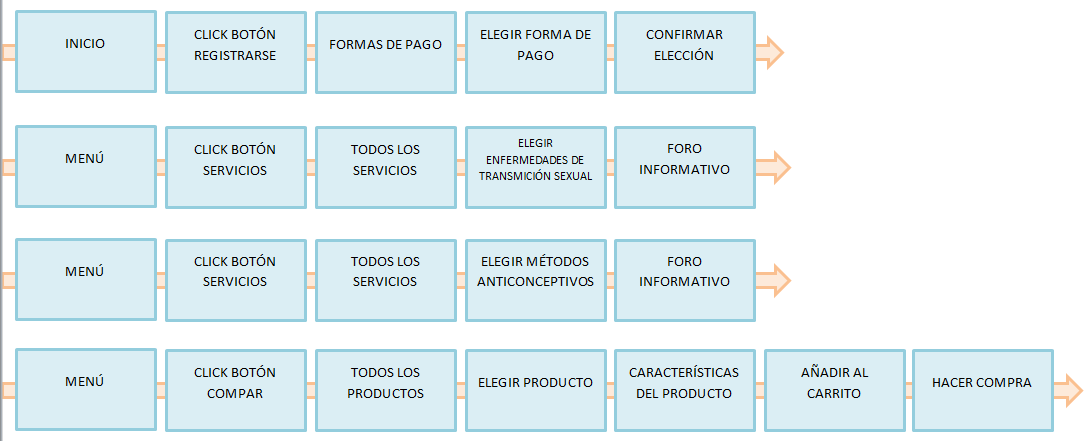 INICIO
CLICK BOTÓN
REGISTRARSE
FORMAS DE PAGO
ELEGIR FORMA DE
PAGO
CONFIRMAR
ELECCIÓN
MENÚ
CLICK BOTÓN
SERVICIOS
TODOS LOS
SERVICIOS
ELEGIR
ENFERMEDADES DE
TRANSMICIÓN SEXUAL
FORO
INFORMATIVO
MENÚ
CLICK BOTÓN
SERVICIOS
TODOS LOS
SERVICIOS
ELEGIR MÉTODOS
ANTICONCEPTIVOS
FORO
INFORMATIVO
MENÚ
CLICK BOTÓN
COMPAR
TODOS LOS
PRODUCTOS
ELEGIR PRODUCTO
CARACTERÍSTICAS
DEL PRODUCTO
AÑADIR AL
CARRITO
HACER COMPRA